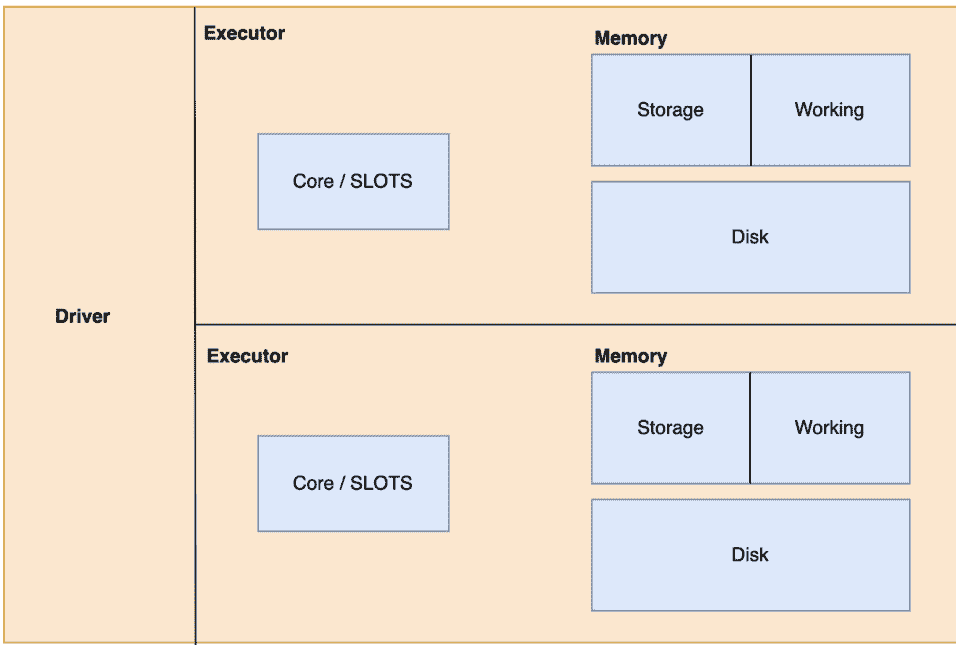 Executor
Memory
Storage
Working
Core / SLOTS
Disk
Driver
Executor
Memory
Storage
Working
Core / SLOTS
Disk